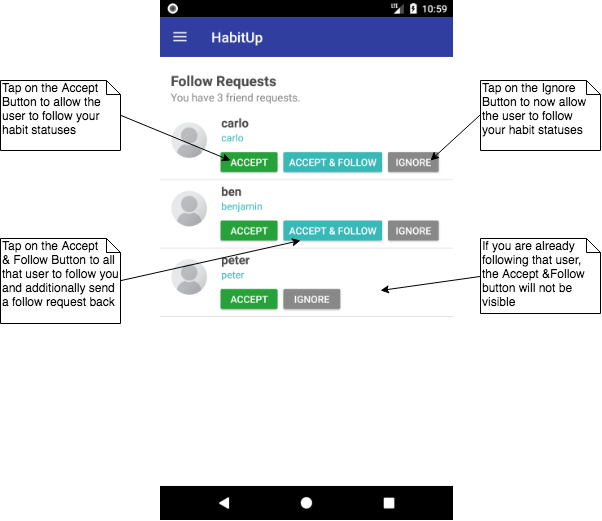 10:59
HabitUp
Follow Requests
You have 3 friend requests.
Tap on the Accept
Button to allow the
user to follow your
habit statuses
Tap on the Ignore
Button to now allow
the user to follow
your habit statuses
carlo
carlo
ACCEPT ACCEPT & FOLLOW IGNORE
ben
benjamin
ACCEPT ACCEPT & FOLLOW IGNORE
Tap on the Accept
& Follow Button to all
that user to follow you
and additionally send
a follow request back
If you are already
following that user,
the Accept &Follow
button will not be
visible
peter
peter
ACCEPT IGNORE